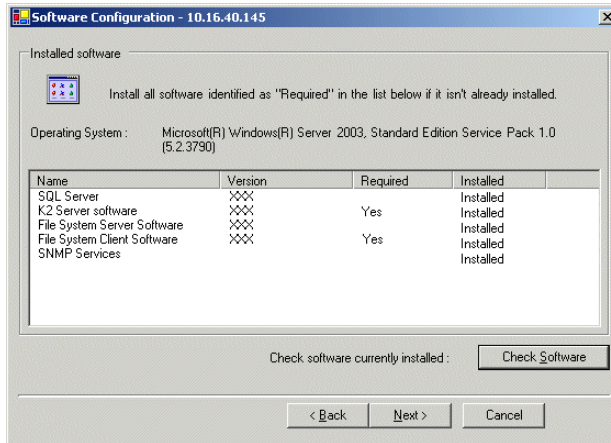 Software Configuration - 10.16.40.145
Installed software
Install all software identified as "Required" in the list below if it isn't already installed.
Operating System : Microsoft(R) Windows(R) Server 2003, Standard Edition Service Pack 1.0
(5.2.3790)
Name Version Required Installed
SQL Server XXX Installed
K2 Server software XXX Yes Installed
File System Server Software XXX Installed
File System Client Software XXX Yes Installed
SNMP Services Installed
Check software currently installed : Check Software
< Back Next > Cancel